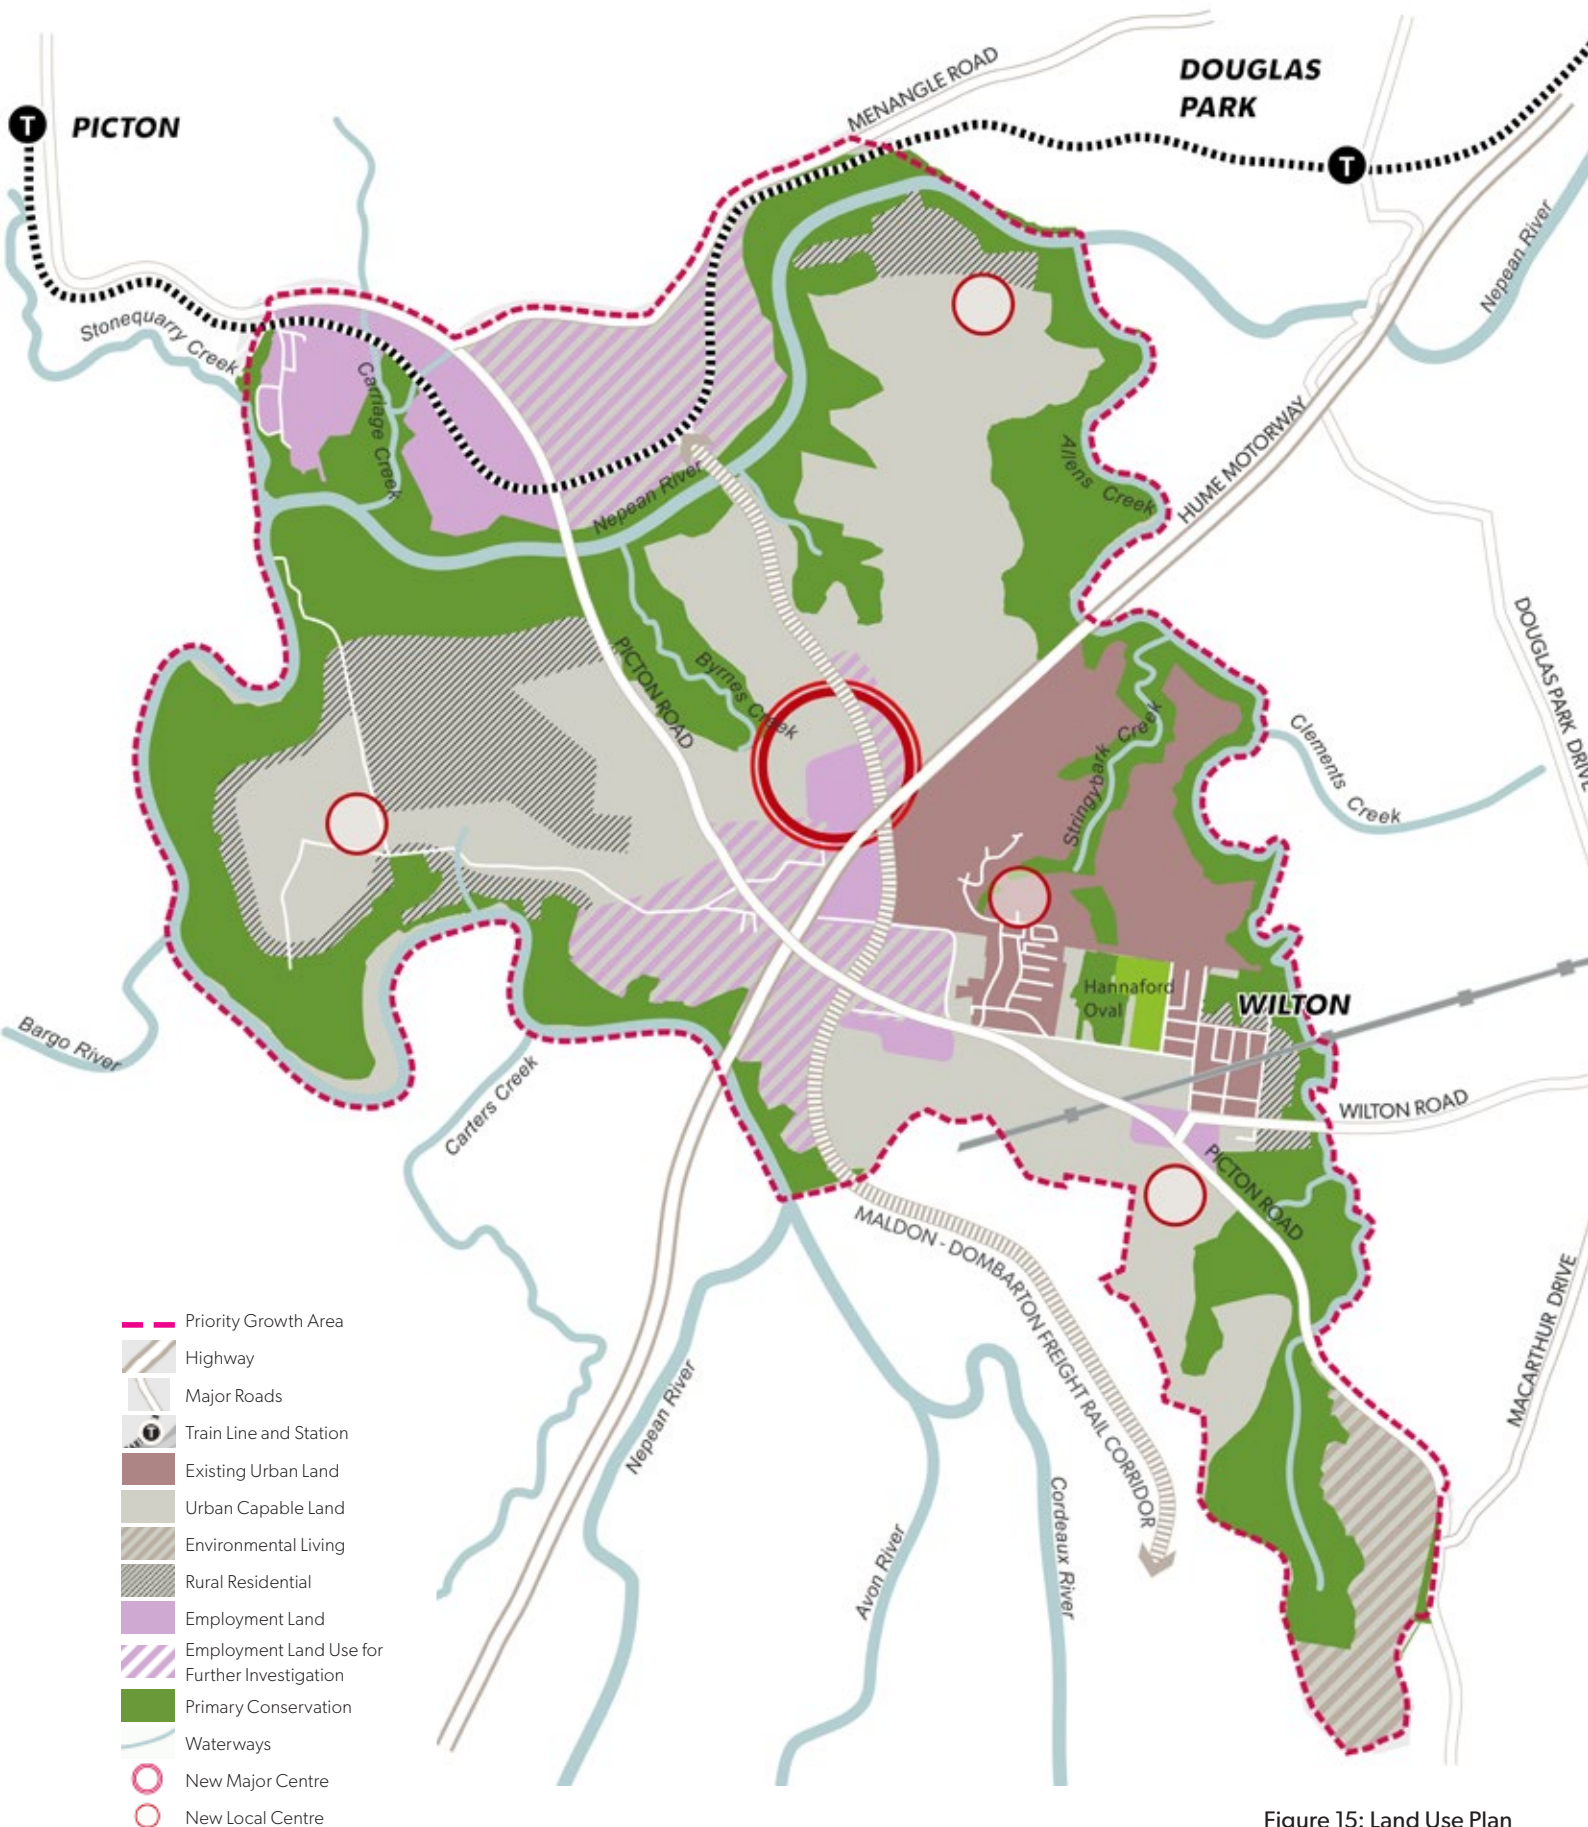 MENANGLE ROAD
DOUGLAS
PARK
T
PICTON
T
Stonequarry Creek
Carriage Creek
Nepean River
Nepean River
Allens Creek
HUME MOTORWAY
DOUGLAS PARK DRIVE
PICTON ROAD
Byrnes Creek
Stringybark Creek
Clements Creek
Hannaford
Oval
WILTON
Bargo River
Carters Creek
WILTON ROAD
PICTON ROAD
MALDON - DOMBARTON FREIGHT RAIL CORRIDOR
MACARTHUR DRIVE
Nepean River
Avon River
Cordeaux River
Priority Growth Area
Highway
Major Roads
T
Train Line and Station
Existing Urban Land
Urban Capable Land
Environmental Living
Rural Residential
Employment Land
Employment Land Use for
Further Investigation
Primary Conservation
Waterways
New Major Centre
New Local Centre
Figure 15: Land Use Plan